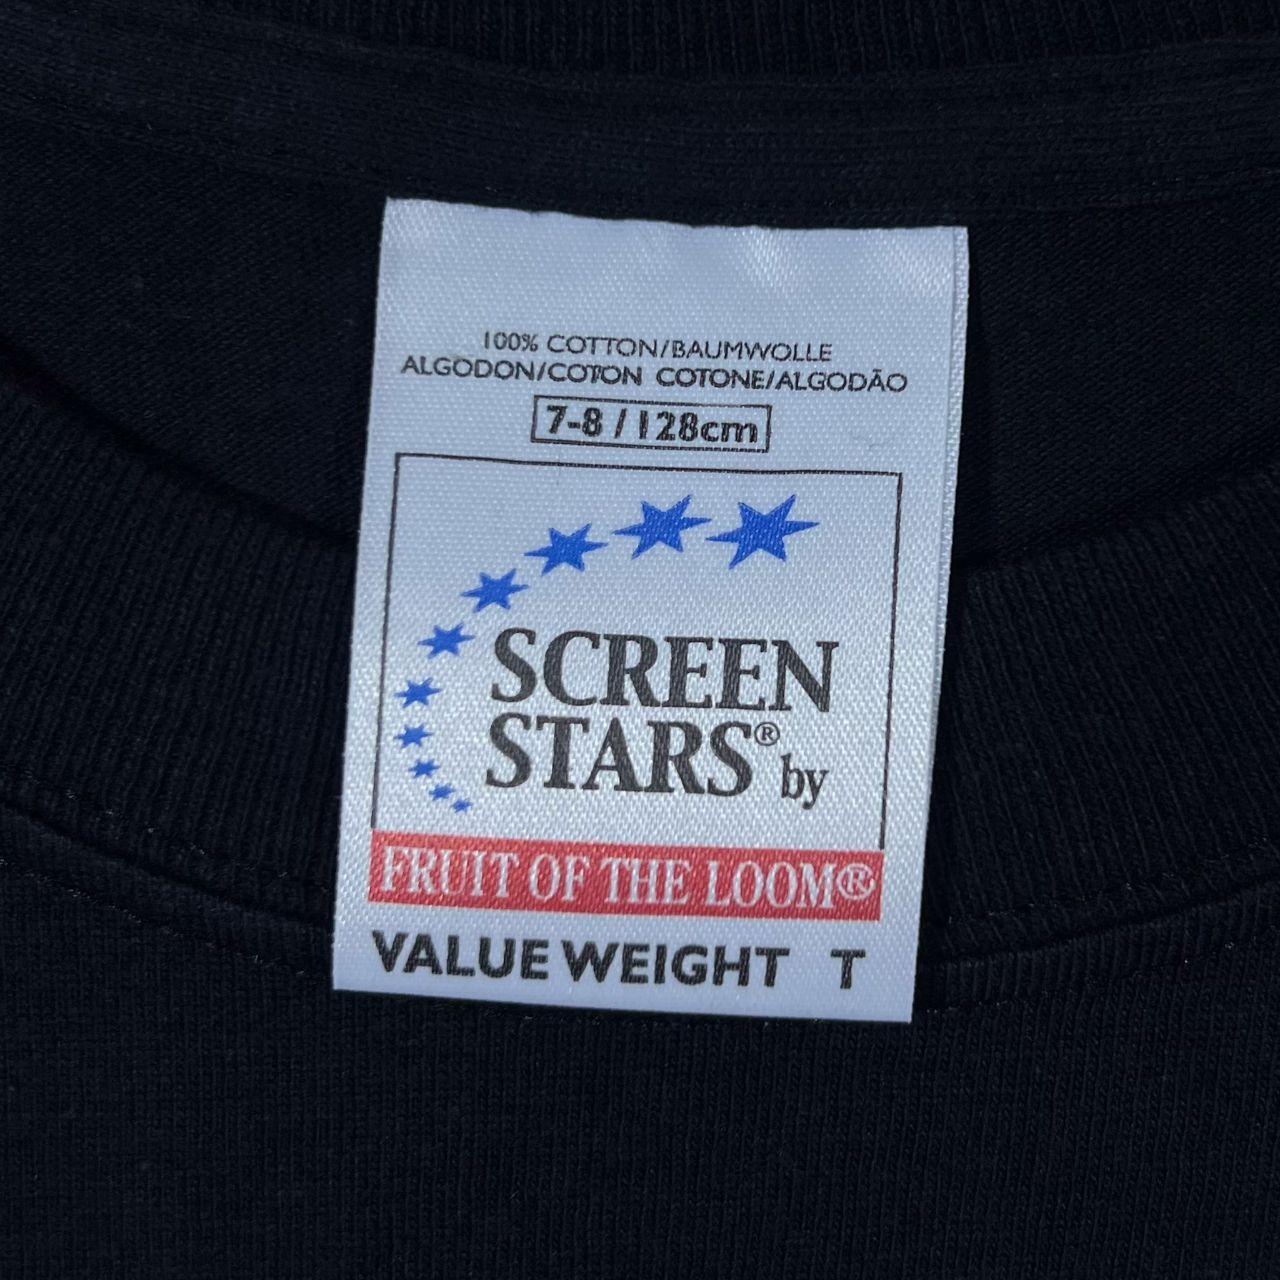 100% COTTON/BAUMWOLLE
ALGODON/COTON COTONE/ALGODÃO
7-8 / 128cm
SCREEN
STARS® by
FRUIT OF THE LOOM®
VALUE WEIGHT T